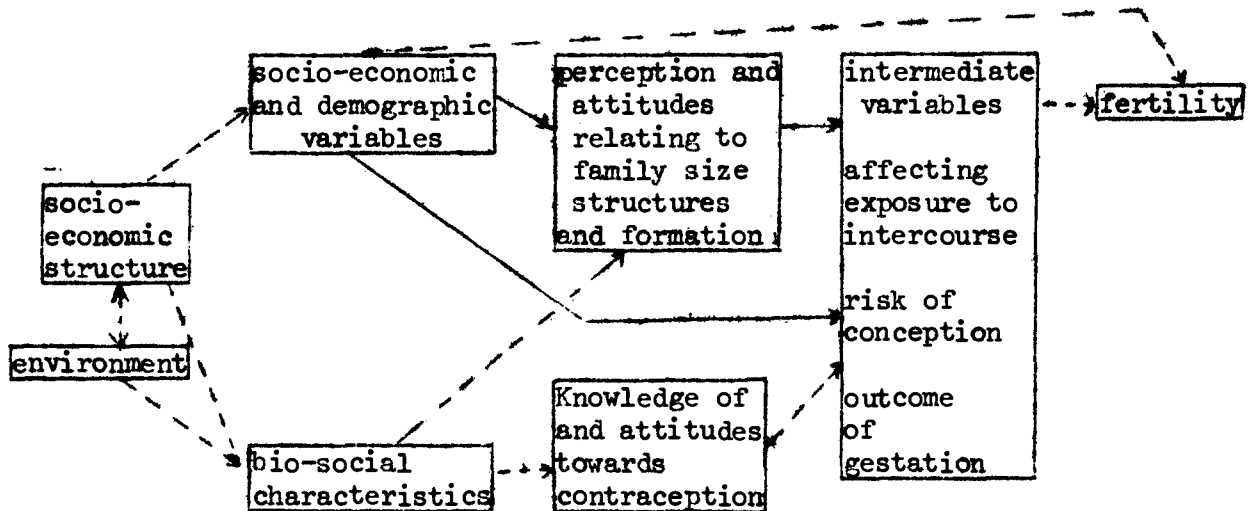 socio-economic
and demographic
variables
perception and
attitudes
relating to
family size
structures
and formation
intermediate
variables
affecting
exposure to
intercourse
risk of
conception
outcome
of
gestation
fertility
socio-
economic
structure
environment
bio-social
characteristics
Knowledge of
and attitudes
towards
contraception